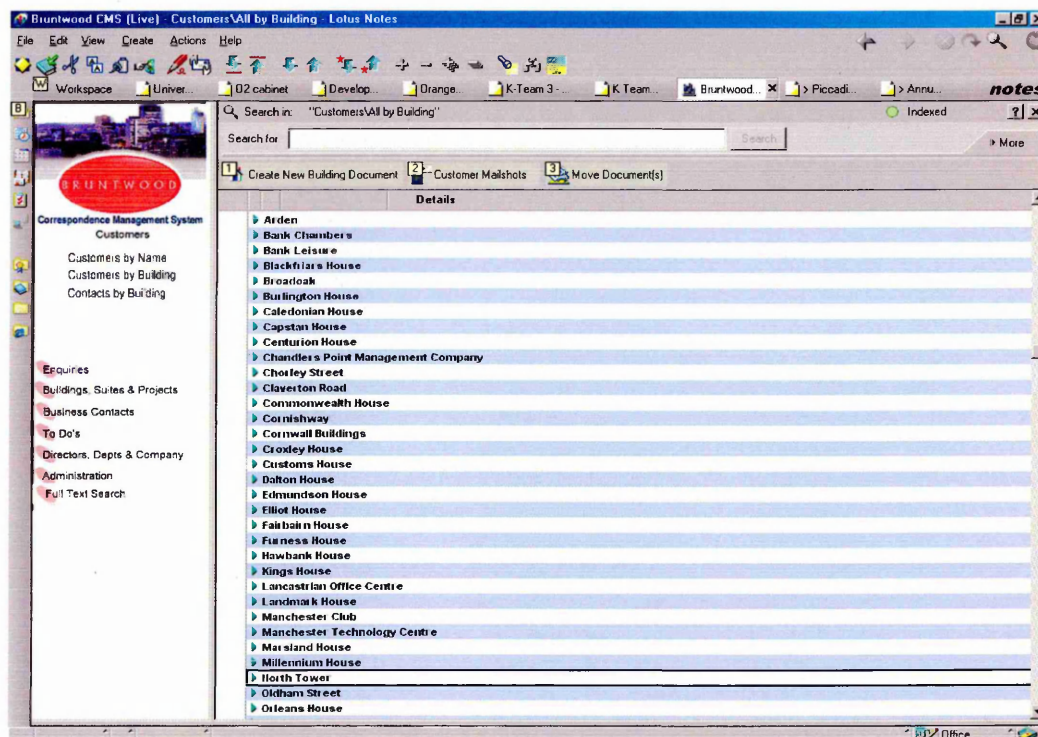 Bruntwood CMS (Live) - Customers\All by Building - Lotus Notes
File Edit View Create Actions Help
Workspace Univer... O2 cabinet Develop... Orange... K-Team 3 - ... K Team... Bruntwood... > Piccadi... > Annu... notes
Search in: "Customers\All by Building" Indexed
Search for Search More
1 Create New Building Document 2 Customer Mailshots 3 Move Document(s)
BRUNTWOOD
Correspondence Management System
Customers
Customers by Name
Customers by Building
Contacts by Building
Enquiries
Buildings, Suites & Projects
Business Contacts
To Do's
Directors, Depts & Company
Administration
Full Text Search
Details
Arden
Bank Chambers
Bank Leisure
Blackfriars House
Broadoak
Burlington House
Caledonian House
Capstan House
Centurion House
Chandlers Point Management Company
Chorley Street
Claverton Road
Commonwealth House
Cornishway
Cornwall Buildings
Croxley House
Customs House
Dalton House
Edmundson House
Elliot House
Fairbairn House
Furness House
Hawbank House
Kings House
Lancastrian Office Centre
Landmark House
Manchester Club
Manchester Technology Centre
Marsland House
Millennium House
North Tower
Oldham Street
Orleans House
Office